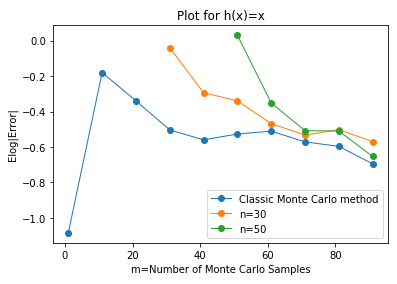 Plot for h(x)=x
Elog|Error|
0.0
−0.2
−0.4
−0.6
−0.8
−1.0
0 20 40 60 80
m=Number of Monte Carlo Samples
Classic Monte Carlo method
n=30
n=50